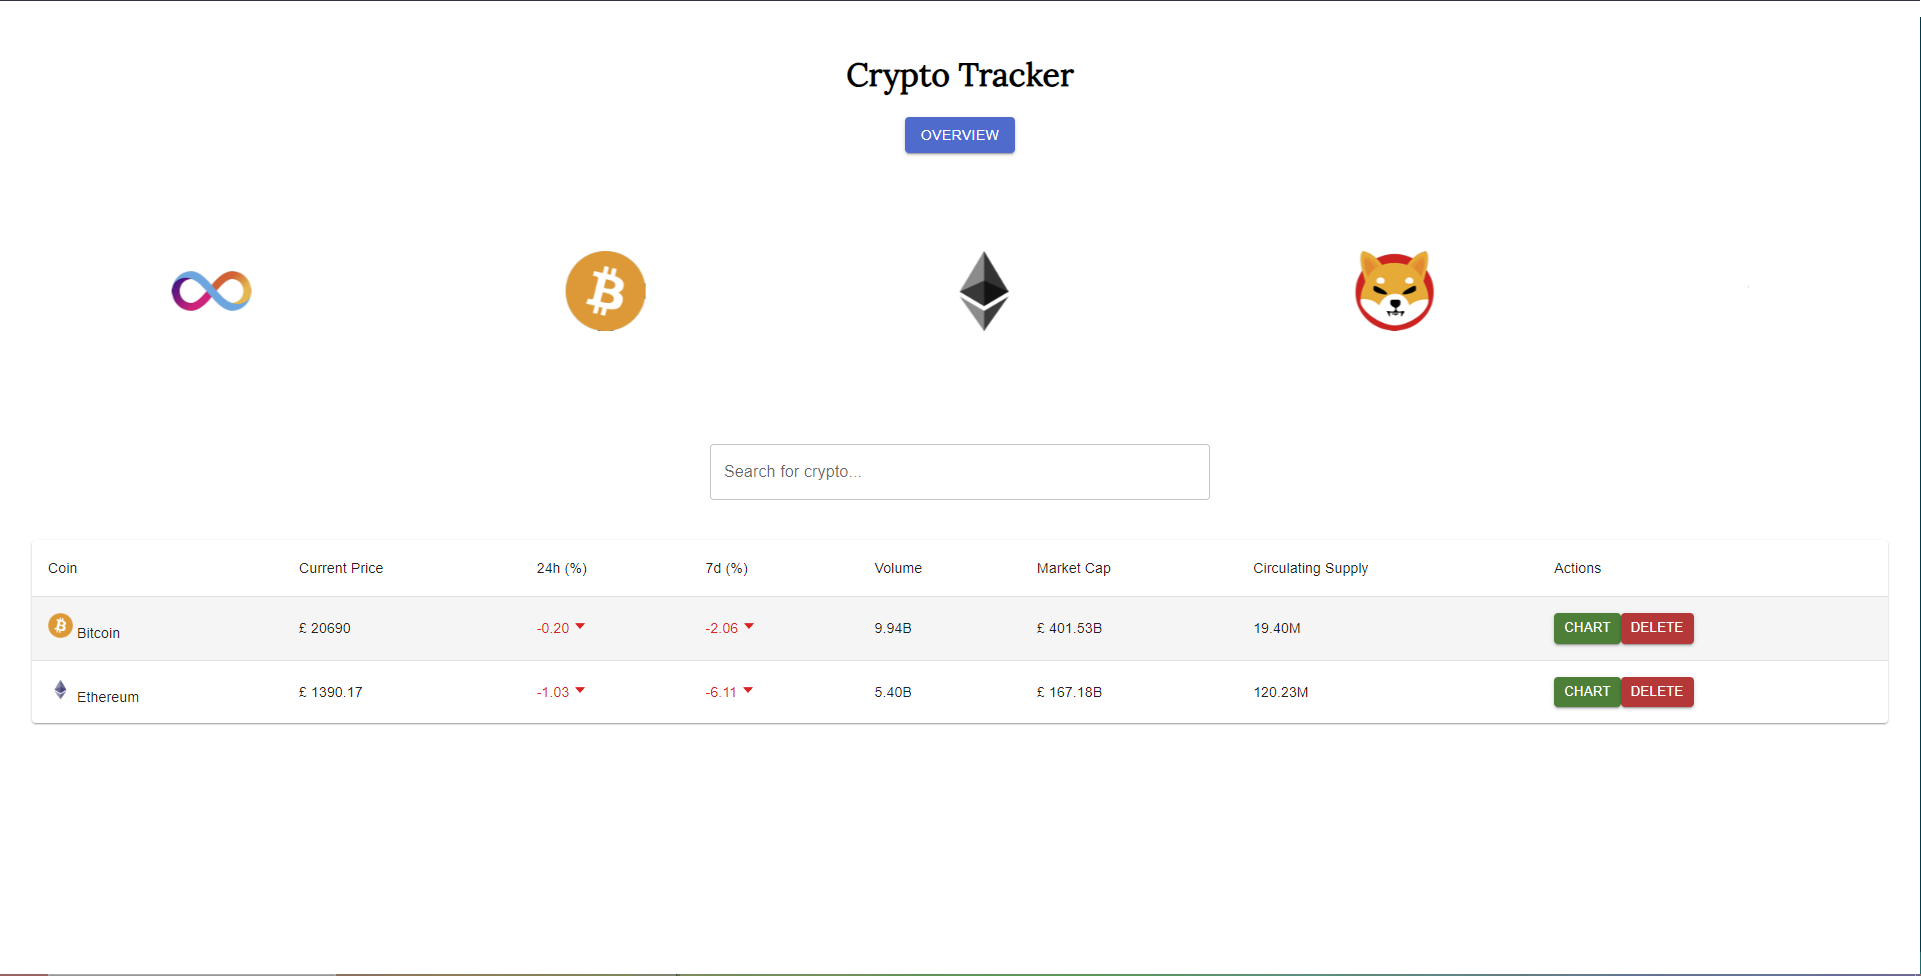 Crypto Tracker
OVERVIEW
Search for crypto...
Coin Current Price 24h (%) 7d (%) Volume Market Cap Circulating Supply Actions
Bitcoin £ 20690 -0.20 -2.06 9.94B £ 401.53B 19.40M CHART DELETE
Ethereum £ 1390.17 -1.03 -6.11 5.40B £ 167.18B 120.23M CHART DELETE